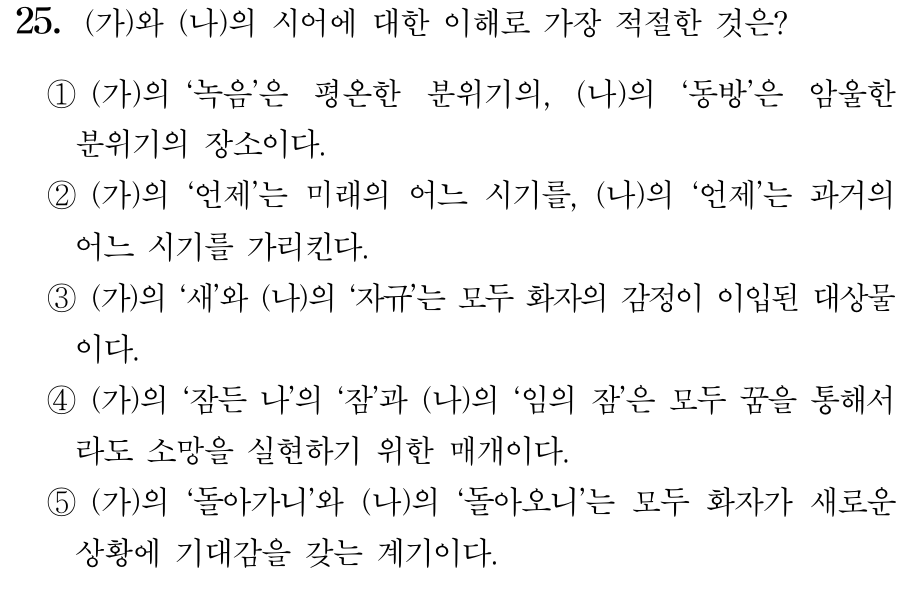 25. (가)와 (나)의 시어에 대한 이해로 가장 적절한 것은?
① (가)의 ‘녹음’은 평온한 분위기의, (나)의 ‘동방’은 암울한
분위기의 장소이다.
② (가)의 ‘언제’는 미래의 어느 시기를, (나)의 ‘언제’는 과거의
어느 시기를 가리킨다.
③ (가)의 ‘새’와 (나)의 ‘자규’는 모두 화자의 감정이 이입된 대상물
이다.
④ (가)의 ‘잠든 나’의 ‘잠’과 (나)의 ‘임의 잠’은 모두 꿈을 통해서
라도 소망을 실현하기 위한 매개이다.
⑤ (가)의 ‘돌아가니’와 (나)의 ‘돌아오니’는 모두 화자가 새로운
상황에 기대감을 갖는 계기이다.